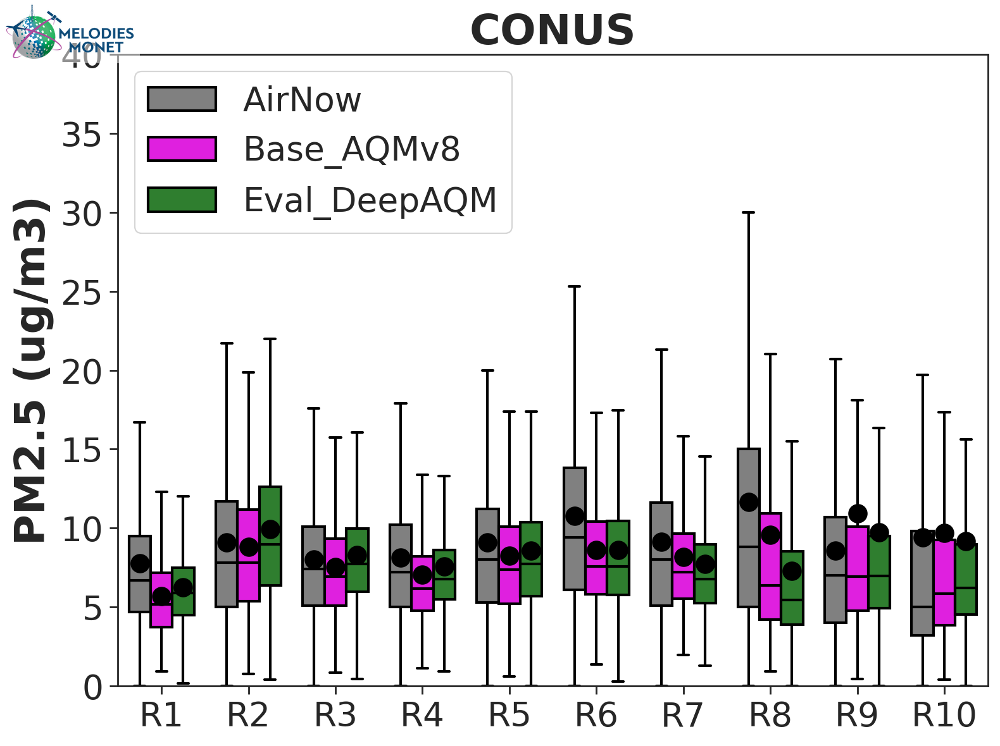 MELODIES
MONET
CONUS
AirNow
Base_AQMv8
Eval_DeepAQM
PM2.5 (ug/m3)
40
35
30
25
20
15
10
5
0
R1 R2 R3 R4 R5 R6 R7 R8 R9 R10